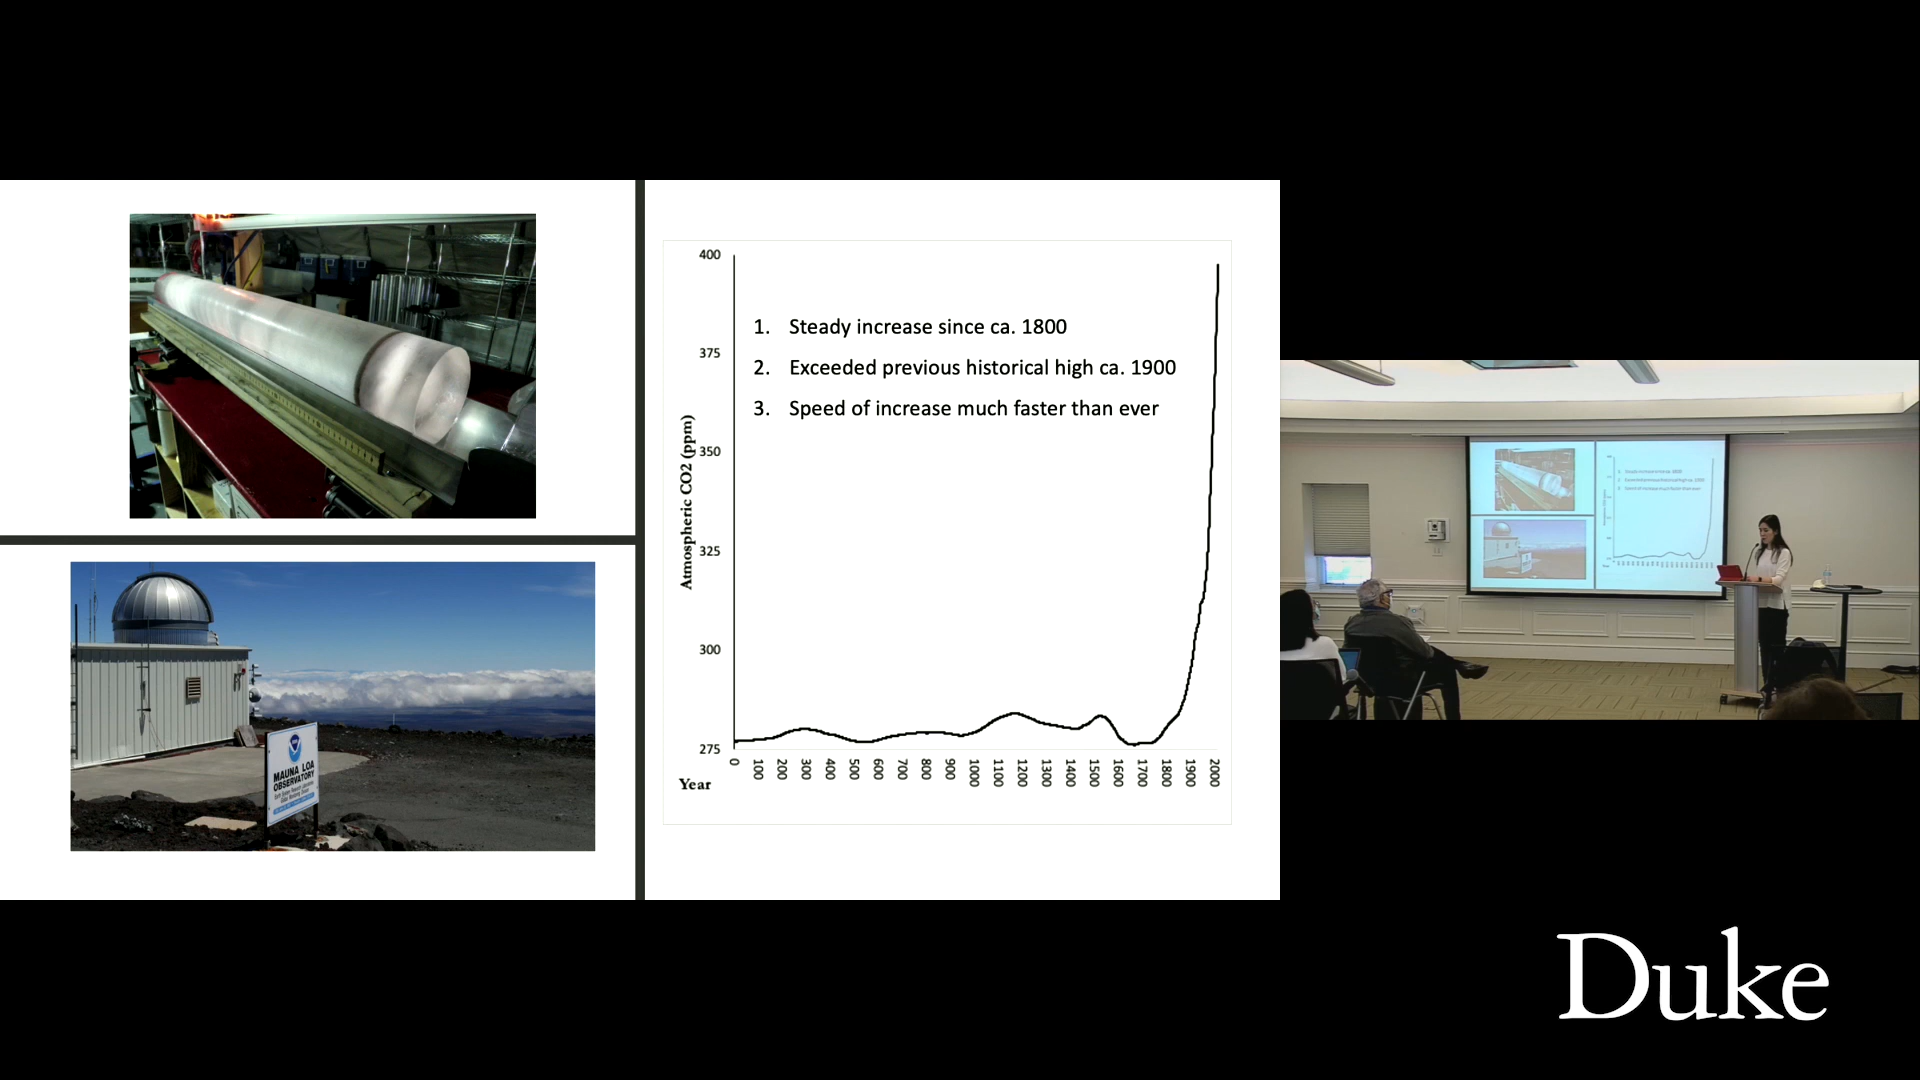 MAUNA LOA
OBSERVATORY
400
375
350
325
300
275
Atmospheric CO2 (ppm)
1. Steady increase since ca. 1800
2. Exceeded previous historical high ca. 1900
3. Speed of increase much faster than ever
Year
0 100 200 300 400 500 600 700 800 900 1000 1100 1200 1300 1400 1500 1600 1700 1800 1900 2000
Duke